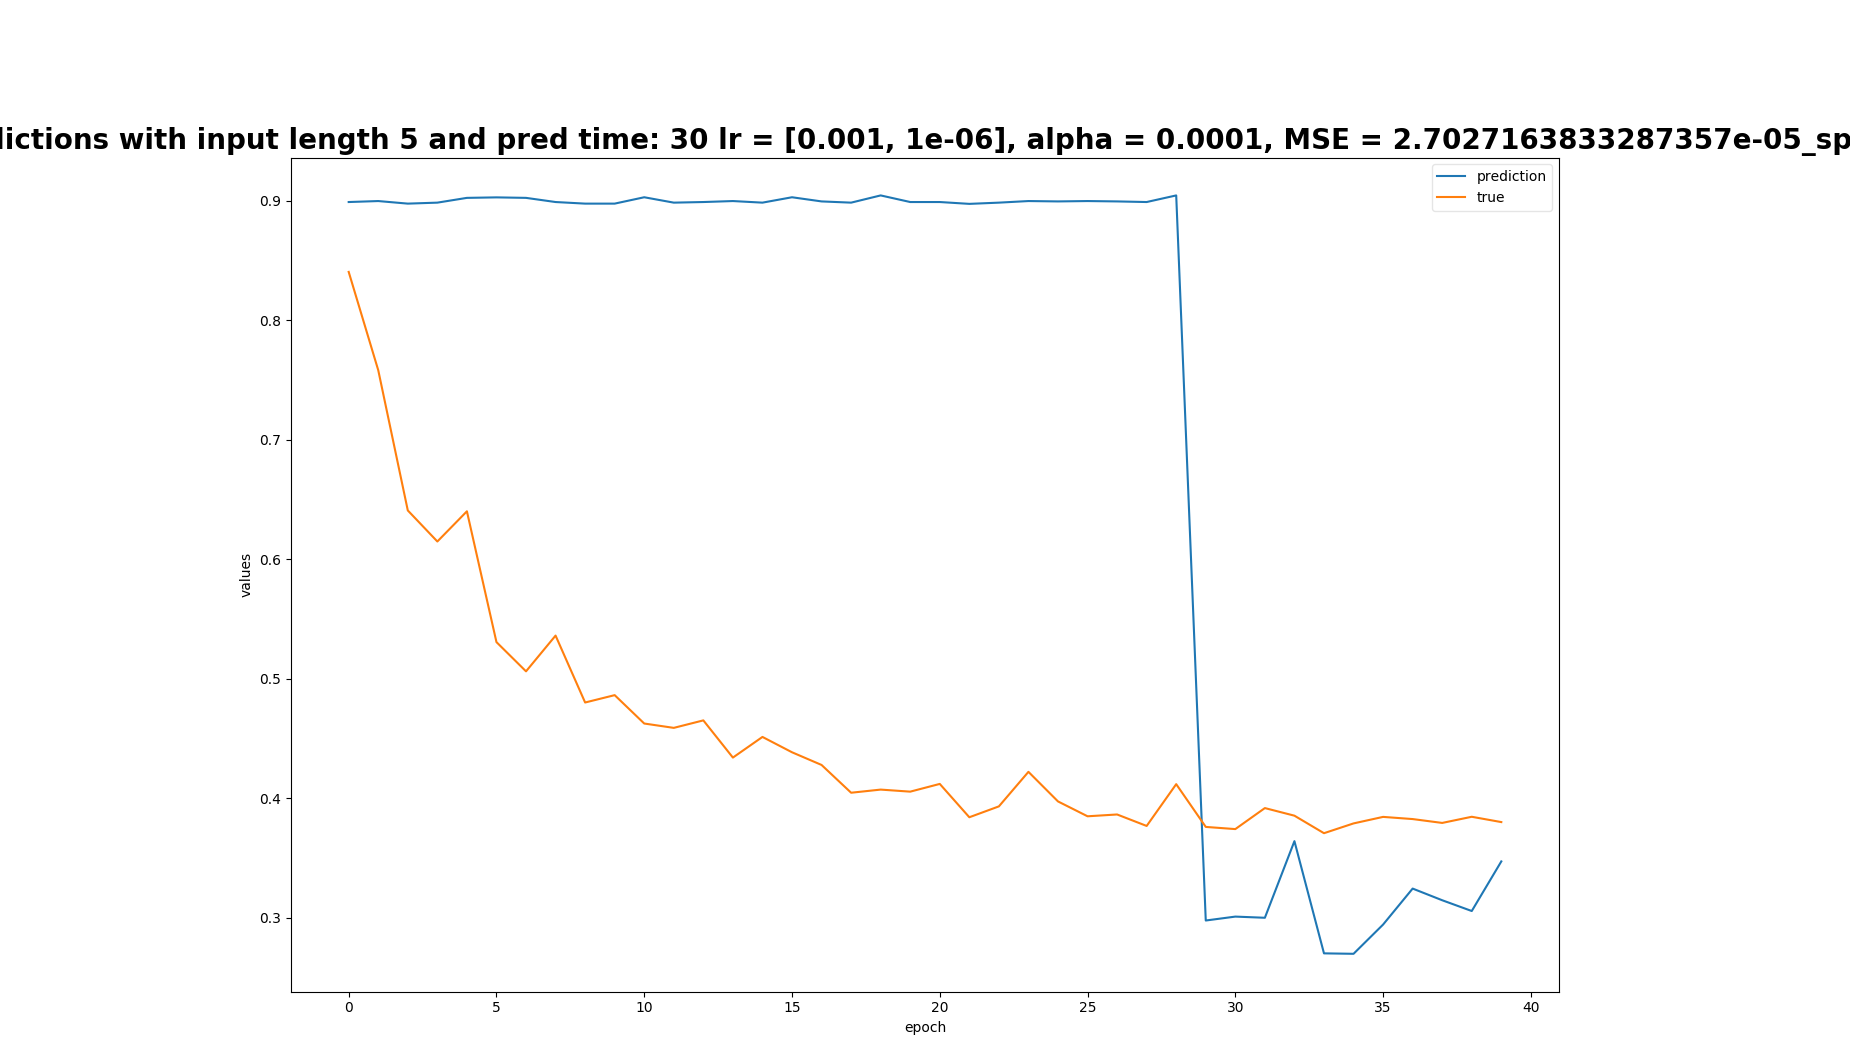 with input length 5 and pred time: 30 lr = [0.001, 1e-06], alpha = 0.0001, MSE = 2.7027163833287357e-05_sp
prediction
true
0.9
0.8
0.7
0.6
0.5
0.4
0.3
values
0 5 10 15 20 25 30 35 40
epoch